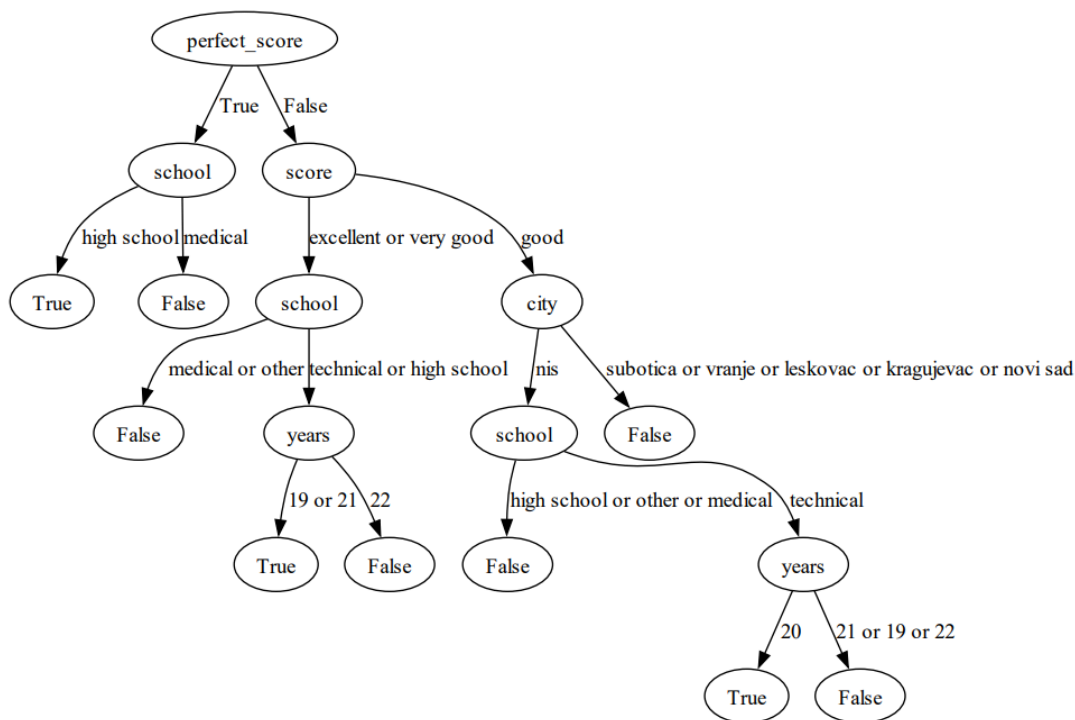 perfect_score
True
False
school
score
high school
medical
excellent or very good
good
True
False
school
city
medical or other
technical or high school
nis
subotica or vranje or leskovac or kragujevac or novi sad
False
years
school
False
19 or 21
22
high school or other or medical
technical
True
False
False
years
20
21 or 19 or 22
True
False